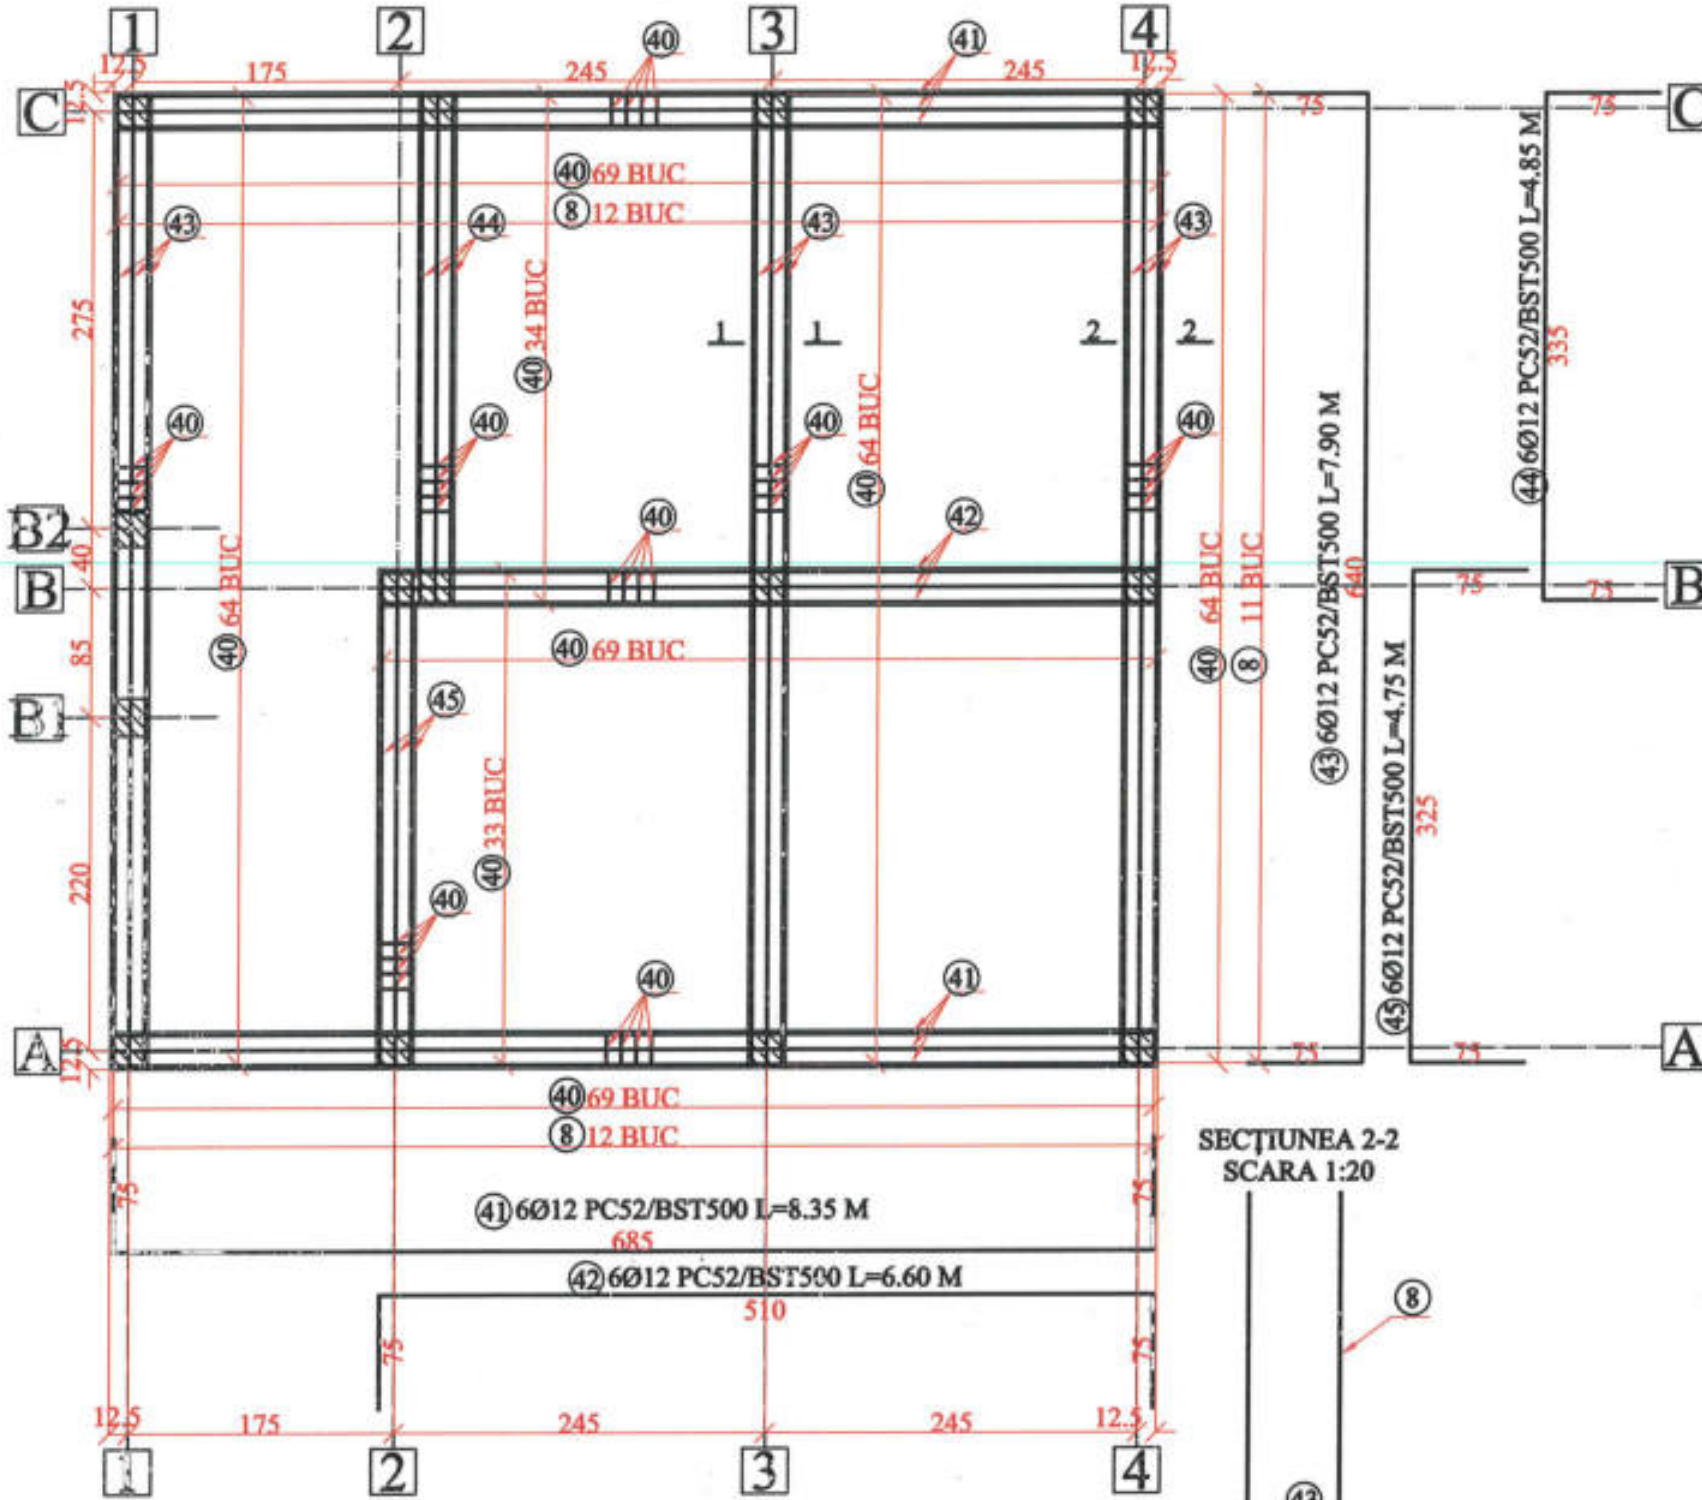 1 2 3 4
40 41
12.5 175 245 245 12.5
12.5
C 75 75 C
40 69 BUC
8 12 BUC
43 44 43 43
275
34 BUC
40
1 1 2 2
40 40 40 40
64 BUC
40
40 42
B2
40
B B
75 75
85
64 BUC
40
40 69 BUC
64 BUC
40
11 BUC
8
43 6Ø12 PC52/BST500 L=7.90 M
640
44 6Ø12 PC52/BST500 L=4.85 M
335
45 6Ø12 PC52/BST500 L=4.75 M
325
B1
45
33 BUC
40
220
40
40 41
A 75 75 A
12.5
40 69 BUC
8 12 BUC
SECȚIUNEA 2-2
SCARA 1:20
75 75
41 6Ø12 PC52/BST500 L=8.35 M
685
42 6Ø12 PC52/BST500 L=6.60 M
510
8
75 75
12.5 175 245 245 12.5
1 2 3 4
43